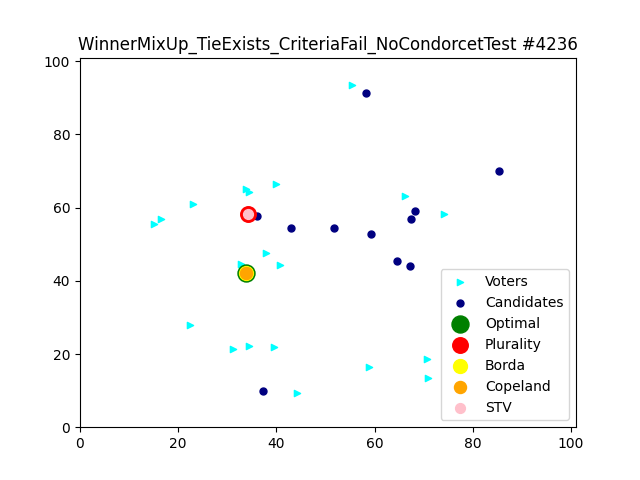 WinnerMixUp_TieExists_CriteriaFail_NoCondorcetTest #4236
100
80
60
40
20
0
Voters
Candidates
Optimal
Plurality
Borda
Copeland
STV
0 20 40 60 80 100